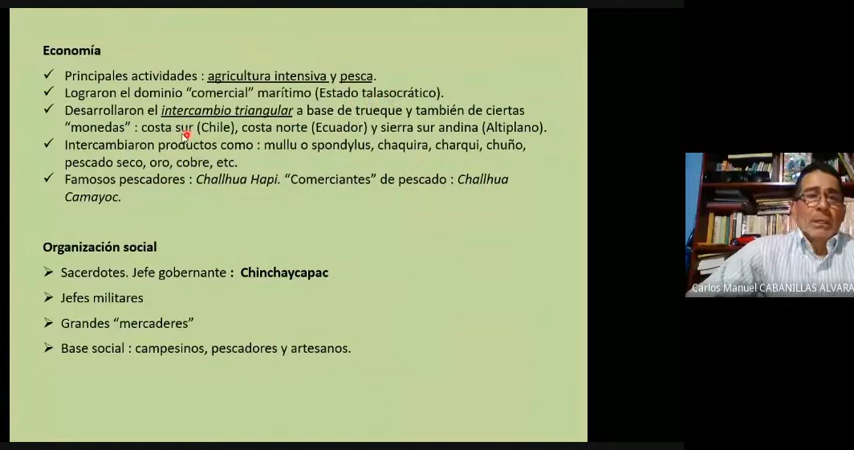 Economía
✓ Principales actividades : agricultura intensiva y pesca.
✓ Lograron el dominio “comercial” marítimo (Estado talasocrático).
✓ Desarrollaron el intercambio triangular a base de trueque y también de ciertas
“monedas” : costa sur (Chile), costa norte (Ecuador) y sierra sur andina (Altiplano).
✓ Intercambiaron productos como : mullu o spondylus, chaquira, charqui, chuño,
pescado seco, oro, cobre, etc.
✓ Famosos pescadores : Challhua Hapi. “Comerciantes” de pescado : Challhua
Camayoc.
Organización social
➢ Sacerdotes. Jefe gobernante : Chinchaycapac
➢ Jefes militares
➢ Grandes “mercaderes”
➢ Base social : campesinos, pescadores y artesanos.
Carlos Manuel CABANILLAS ALVARA